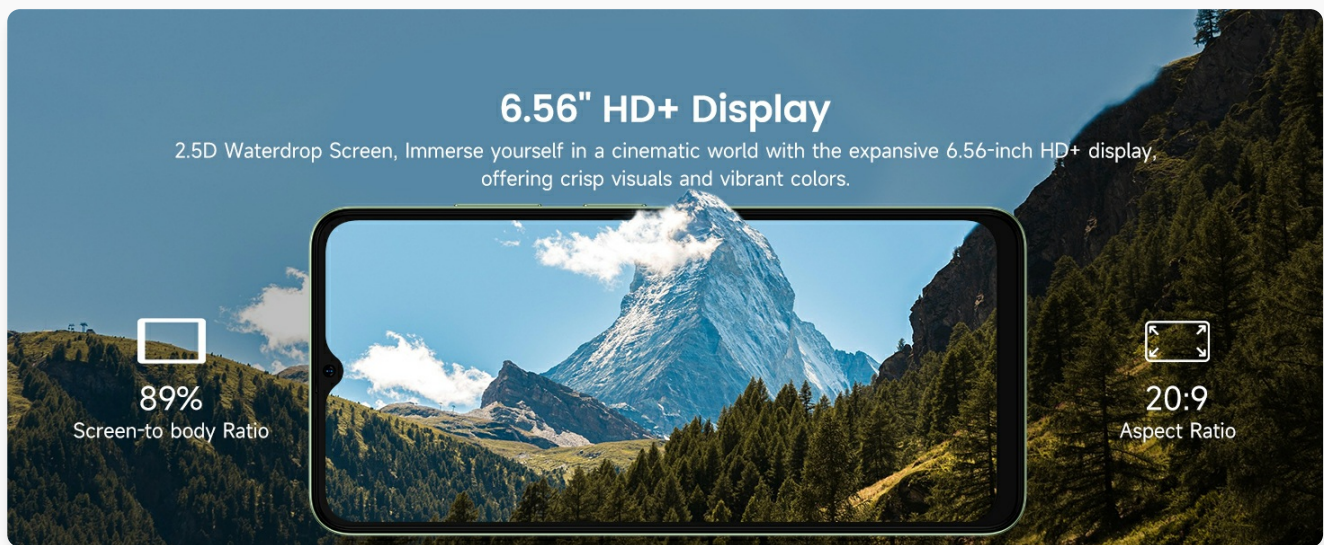 6.56" HD+ Display
2.5D Waterdrop Screen, Immerse yourself in a cinematic world with the expansive 6.56-inch HD+ display,
offering crisp visuals and vibrant colors.
89%
Screen-to body Ratio
20:9
Aspect Ratio